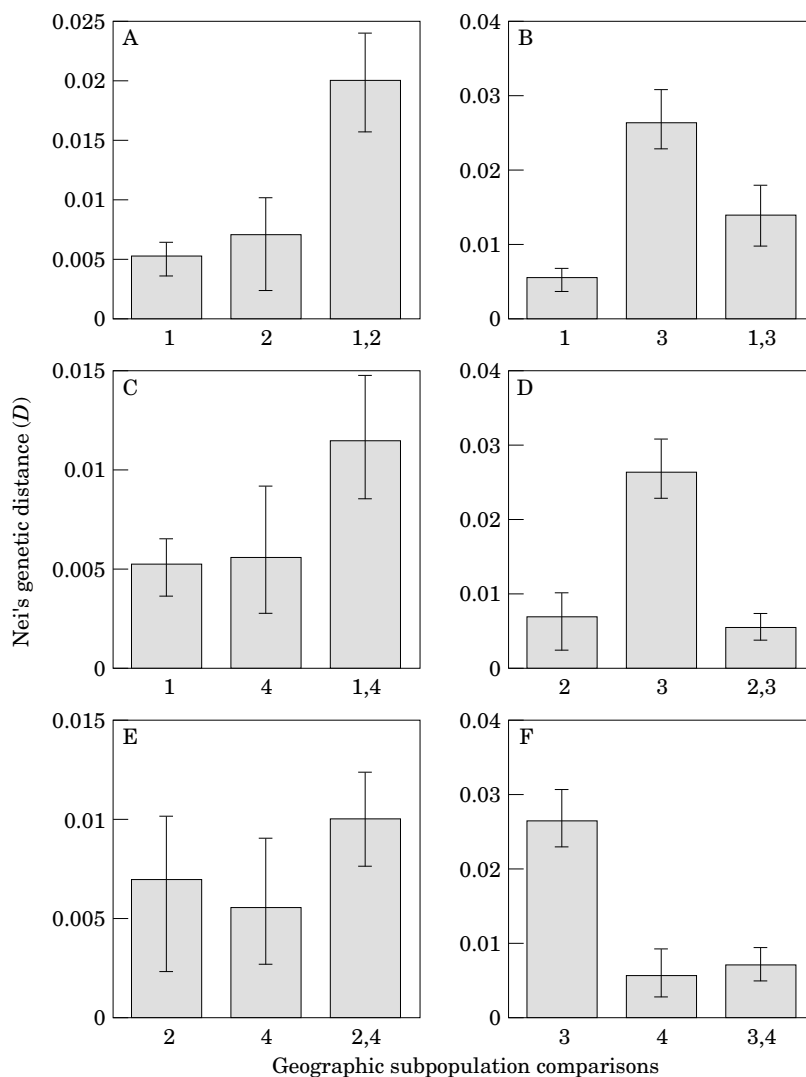 Nei's genetic distance (D)
A
0.025
0.02
0.015
0.01
0.005
0
1 2 1,2
B
0.04
0.03
0.02
0.01
0
1 3 1,3
C
0.015
0.01
0.005
0
1 4 1,4
D
0.04
0.03
0.02
0.01
0
2 3 2,3
E
0.015
0.01
0.005
0
2 4 2,4
F
0.04
0.03
0.02
0.01
0
3 4 3,4
Geographic subpopulation comparisons